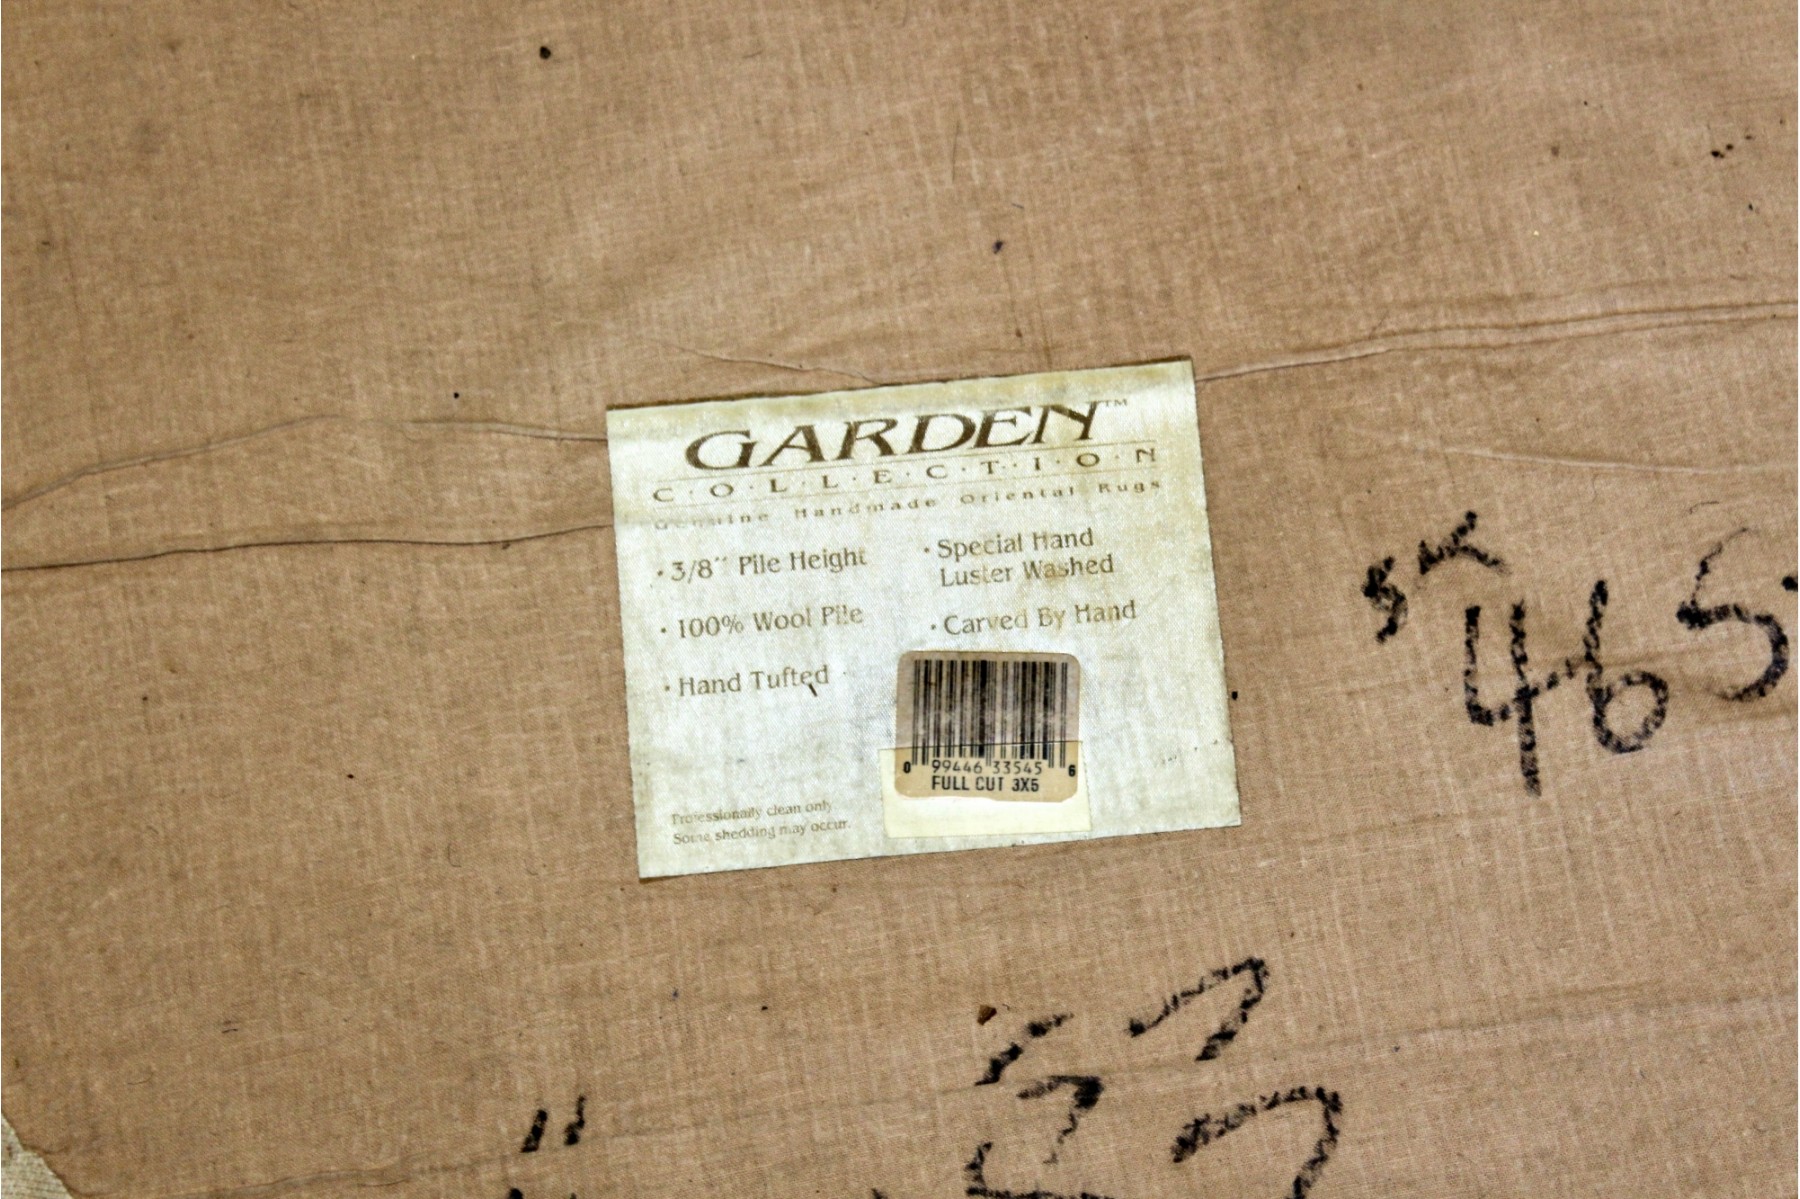 GARDEN™
C·O·L·L·E·C·T·I·O·N
Genuine Handmade Oriental Rugs
· 3/8" Pile Height
· 100% Wool Pile
· Hand Tufted
· Special Hand
Luster Washed
· Carved By Hand
0 99446 33545 6
FULL CUT 3X5
Professionally clean only
Some shedding may occur.
465